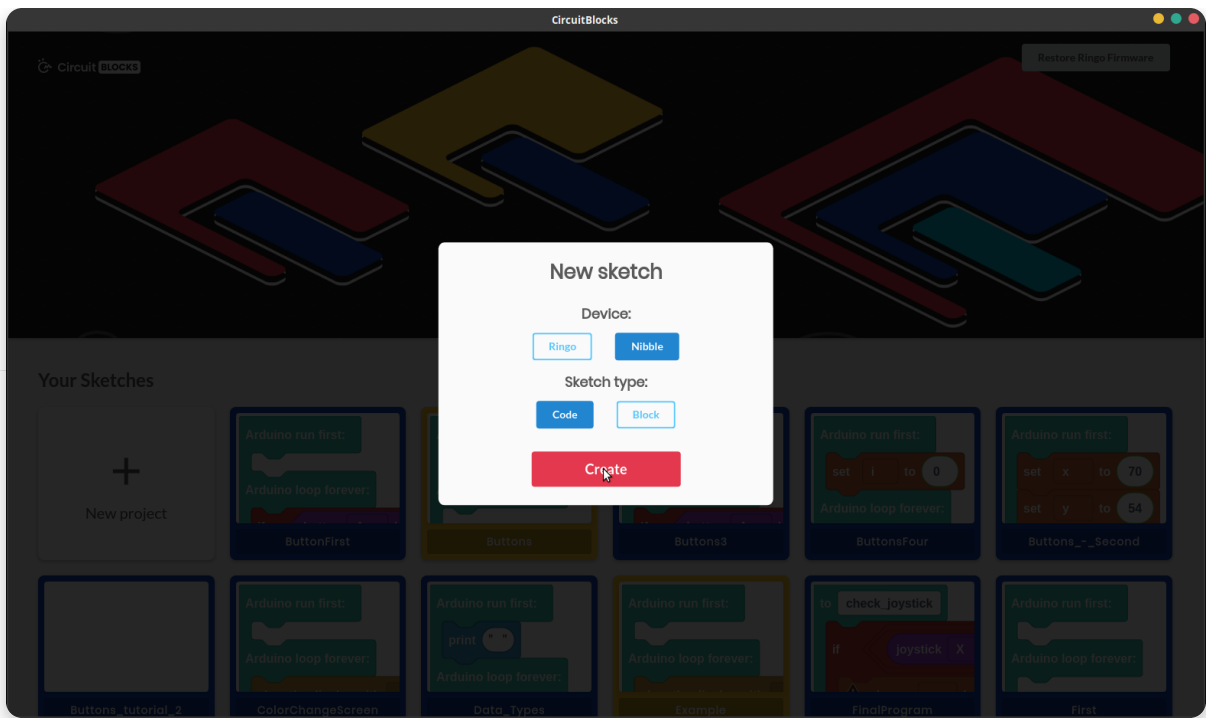 CircuitBlocks
Circuit BLOCKS
Restore Ringo Firmware
New sketch
Device:
Ringo
Nibble
Sketch type:
Code
Block
Create
Your Sketches
+
New project
Arduino run first:
Arduino loop forever:
ButtonFirst
Buttons
Buttons3
Arduino run first:
set i to 0
Arduino loop forever:
ButtonsFour
Arduino run first:
set x to 70
set y to 54
Buttons_-_Second
Buttons_tutorial_2
Arduino run first:
Arduino loop forever:
ColorChangeScreen
Arduino run first:
print " "
Arduino loop forever:
Data_Types
Arduino run first:
Arduino loop forever:
Example
to check_joystick
if joystick X
FinalProgram
Arduino run first:
Arduino loop forever:
First